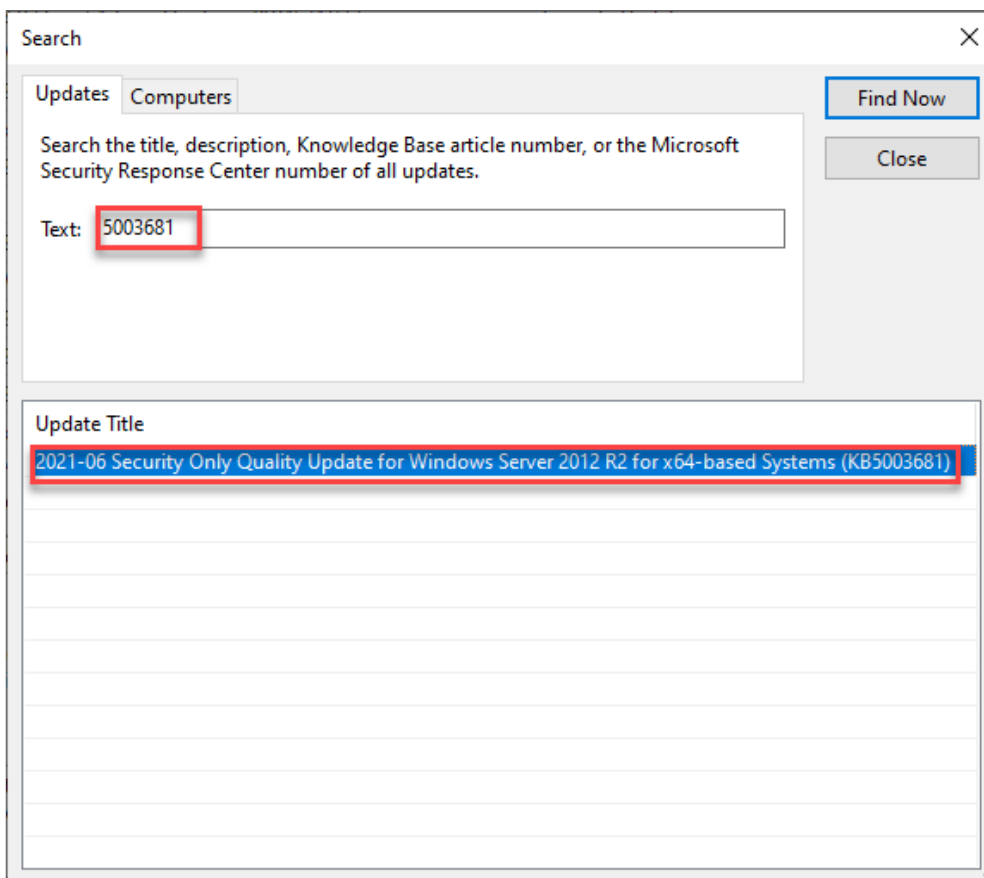 Search
Updates
Computers
Find Now
Search the title, description, Knowledge Base article number, or the Microsoft
Security Response Center number of all updates.
Close
Text:
5003681
Update Title
2021-06 Security Only Quality Update for Windows Server 2012 R2 for x64-based Systems (KB5003681)